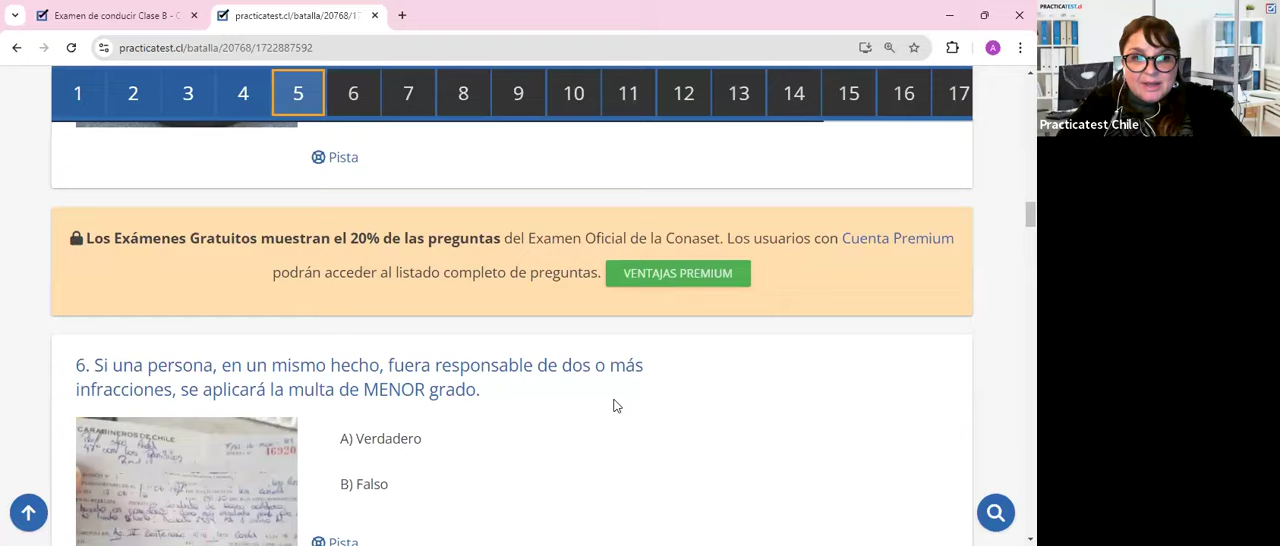 Examen de conducir Clase B - C
practicatest.cl/batalla/20768/17
practicatest.cl/batalla/20768/1722887592
A
PRACTICATEST.cl
Practicatest Chile
1 2 3 4 5 6 7 8 9 10 11 12 13 14 15 16 17
Pista
Los Exámenes Gratuitos muestran el 20% de las preguntas del Examen Oficial de la Conaset. Los usuarios con Cuenta Premium
podrán acceder al listado completo de preguntas. VENTAJAS PREMIUM
6. Si una persona, en un mismo hecho, fuera responsable de dos o más
infracciones, se aplicará la multa de MENOR grado.
CARABINEROS DE CHILE
46920
A) Verdadero
B) Falso
Pista